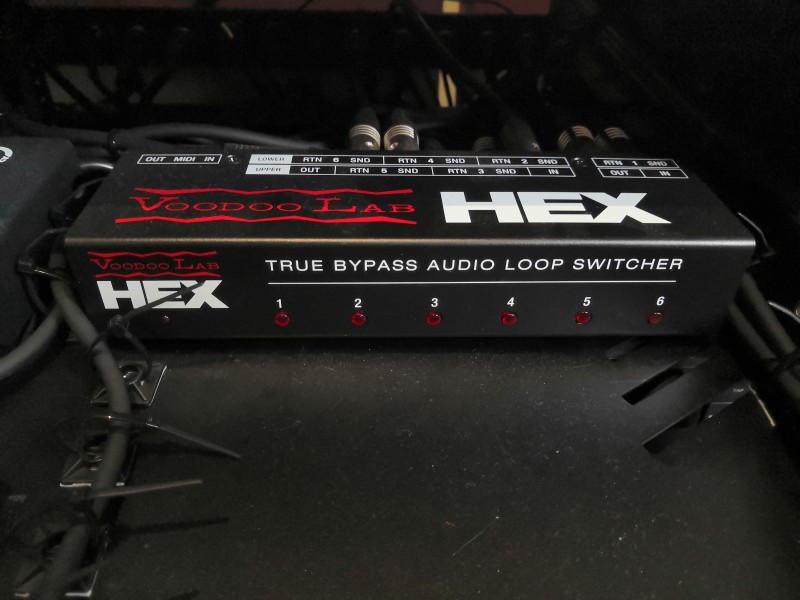 OUT MIDI IN
LOWER RTN 6 SND RTN 4 SND RTN 2 SND
UPPER OUT RTN 5 SND RTN 3 SND IN
RTN 1 SND
OUT IN
VOODOO LAB HEX
VOODOO LAB
HEX
TRUE BYPASS AUDIO LOOP SWITCHER
1 2 3 4 5 6